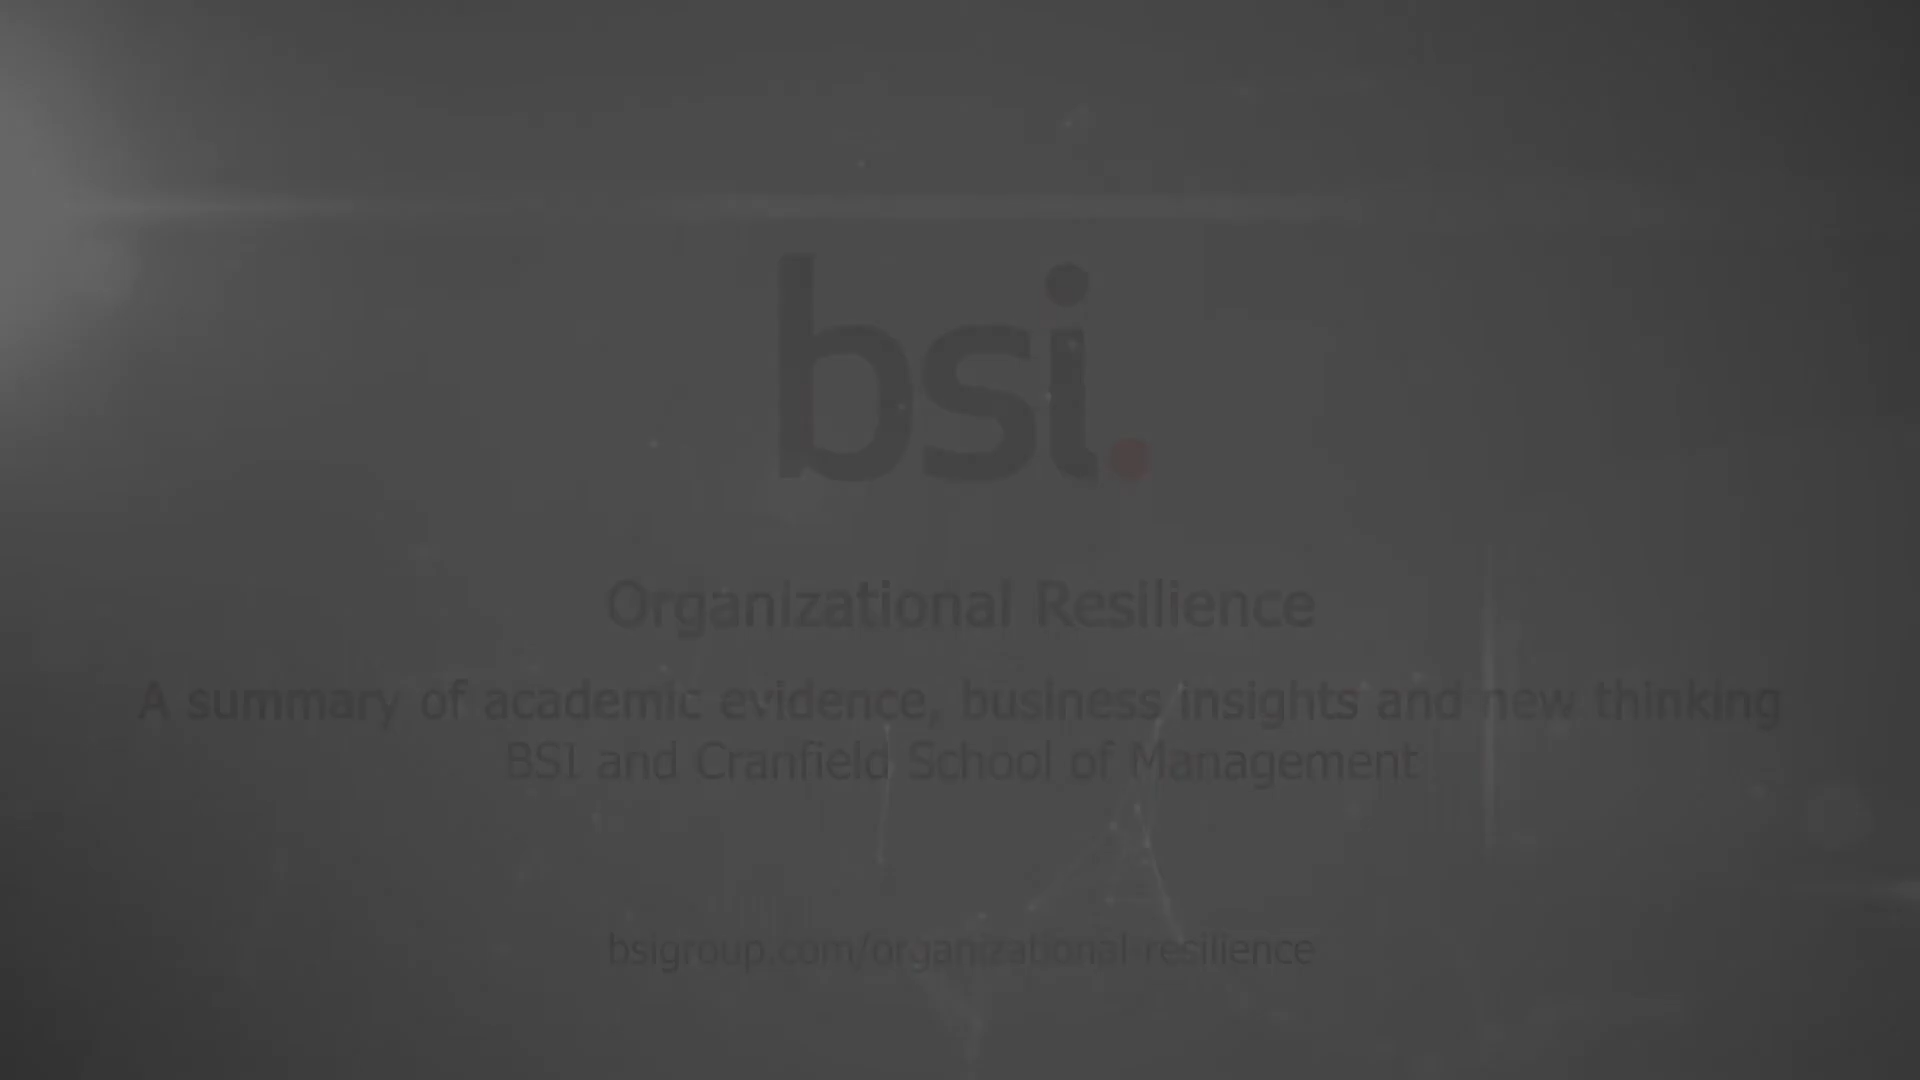 bsi.
Organizational Resilience
A summary of academic evidence, business insights and new thinking
BSI and Cranfield School of Management
bsigroup.com/organizational-resilience